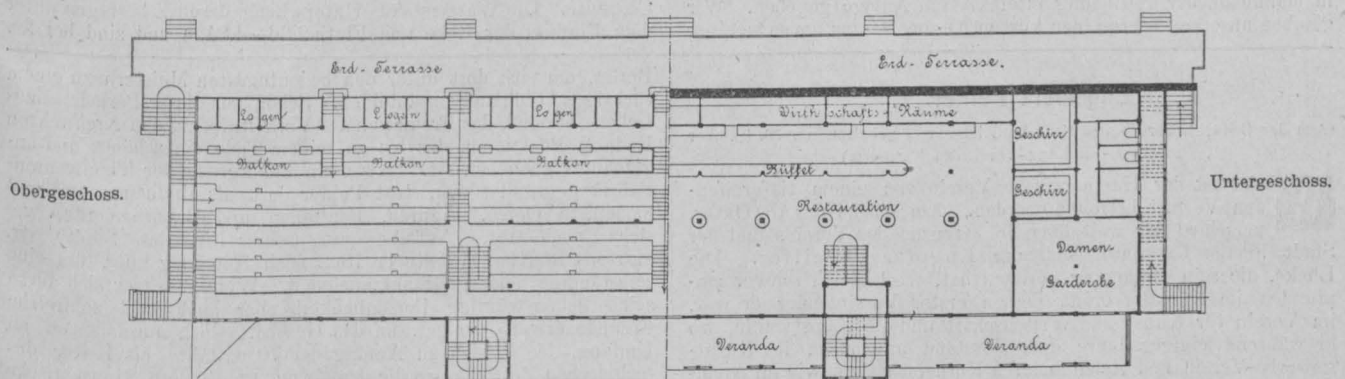 Erd-Terrasse
Erd-Terrasse.
Logen
Logen
Logen
Wirthschafts-Räume
Geschirr
Balkon
Balkon
Balkon
Büffet
Obergeschoss.
Geschirr
Untergeschoss.
Restauration
Damen-
Garderobe
Veranda
Veranda